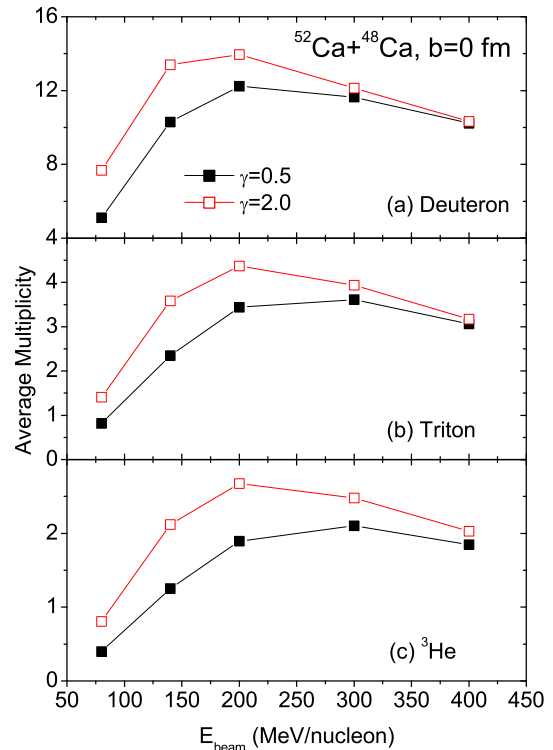 16
12
8
4
⁵²Ca+⁴⁸Ca, b=0 fm
γ=0.5
γ=2.0
(a) Deuteron
Average Multiplicity
4
3
2
1
0
(b) Triton
2
1
0
(c) ³He
50 100 150 200 250 300 350 400 450
E_beam (MeV/nucleon)